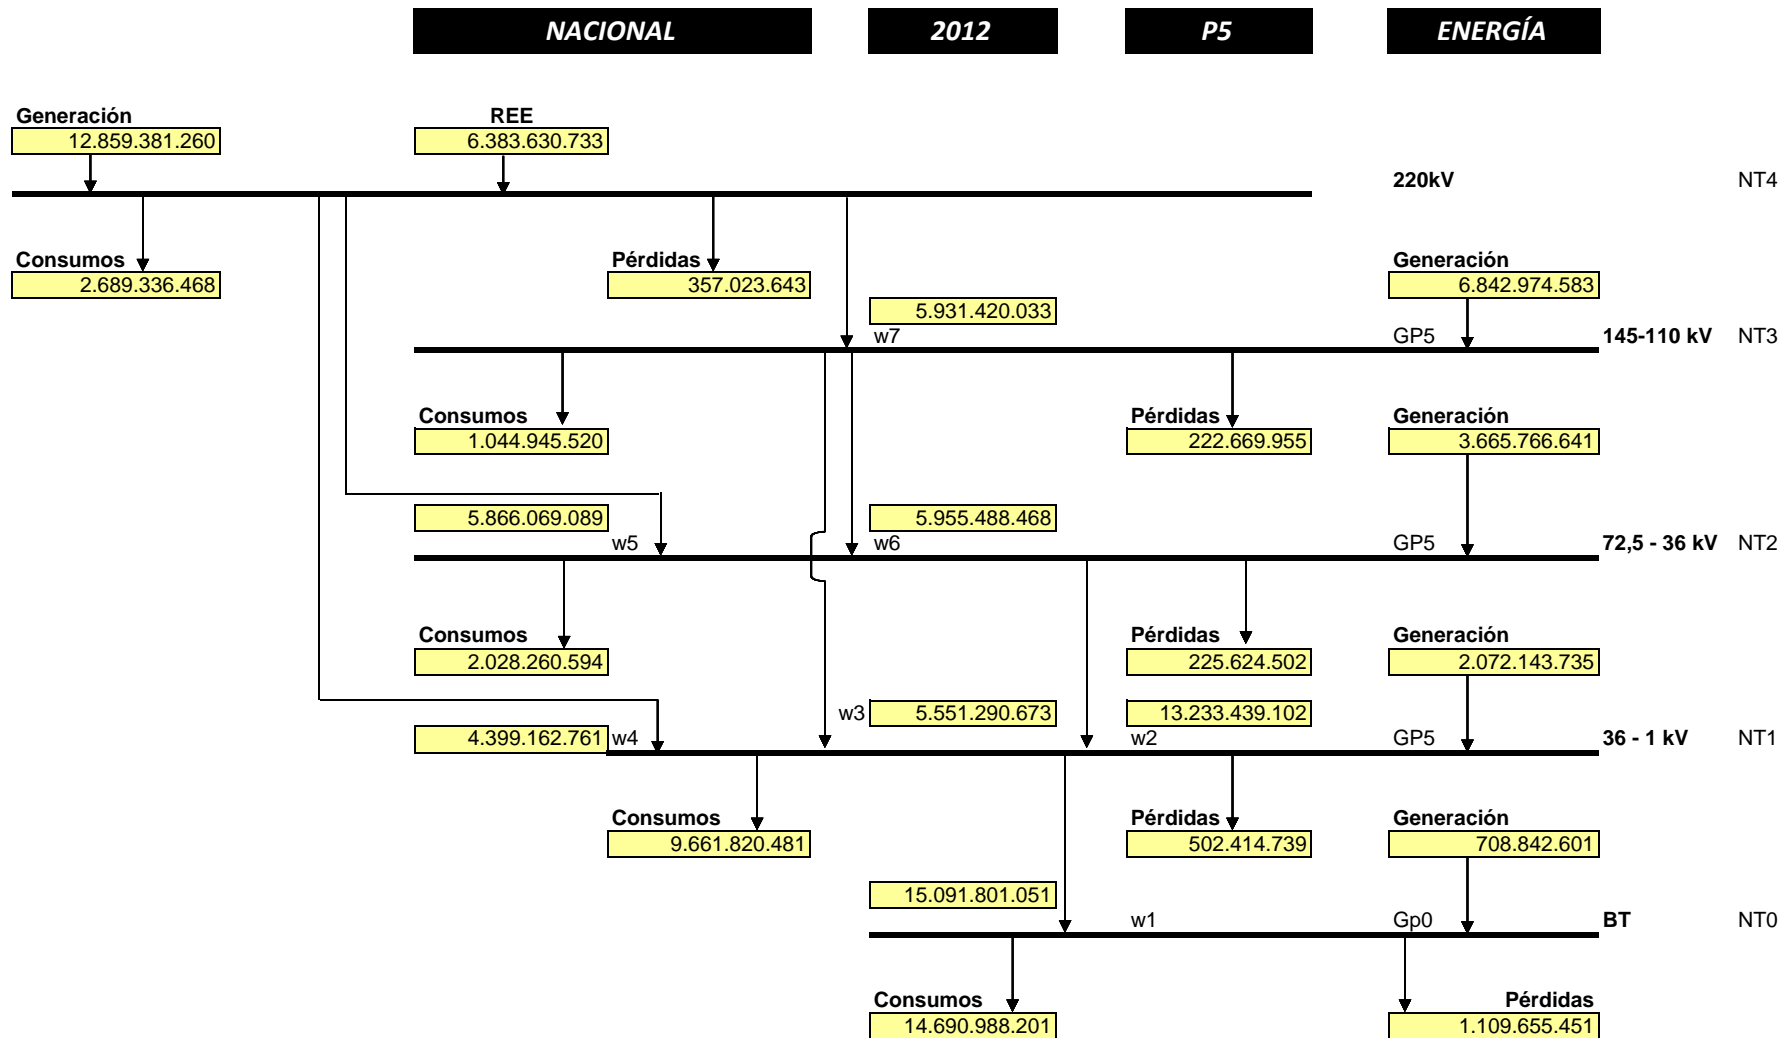 NACIONAL 2012 P5 ENERGÍA
Generación REE
12.859.381.260 6.383.630.733
220kV NT4
Consumos Pérdidas Generación
2.689.336.468 357.023.643 6.842.974.583
5.931.420.033
w7 GP5 145-110 kV NT3
Consumos Pérdidas Generación
1.044.945.520 222.669.955 3.665.766.641
5.866.069.089 5.955.488.468
w5 w6 GP5 72,5 - 36 kV NT2
Consumos Pérdidas Generación
2.028.260.594 225.624.502 2.072.143.735
w3 5.551.290.673 13.233.439.102
4.399.162.761 w4 w2 GP5 36 - 1 kV NT1
Consumos Pérdidas Generación
9.661.820.481 502.414.739 708.842.601
15.091.801.051
w1 Gp0 BT NT0
Consumos Pérdidas
14.690.988.201 1.109.655.451